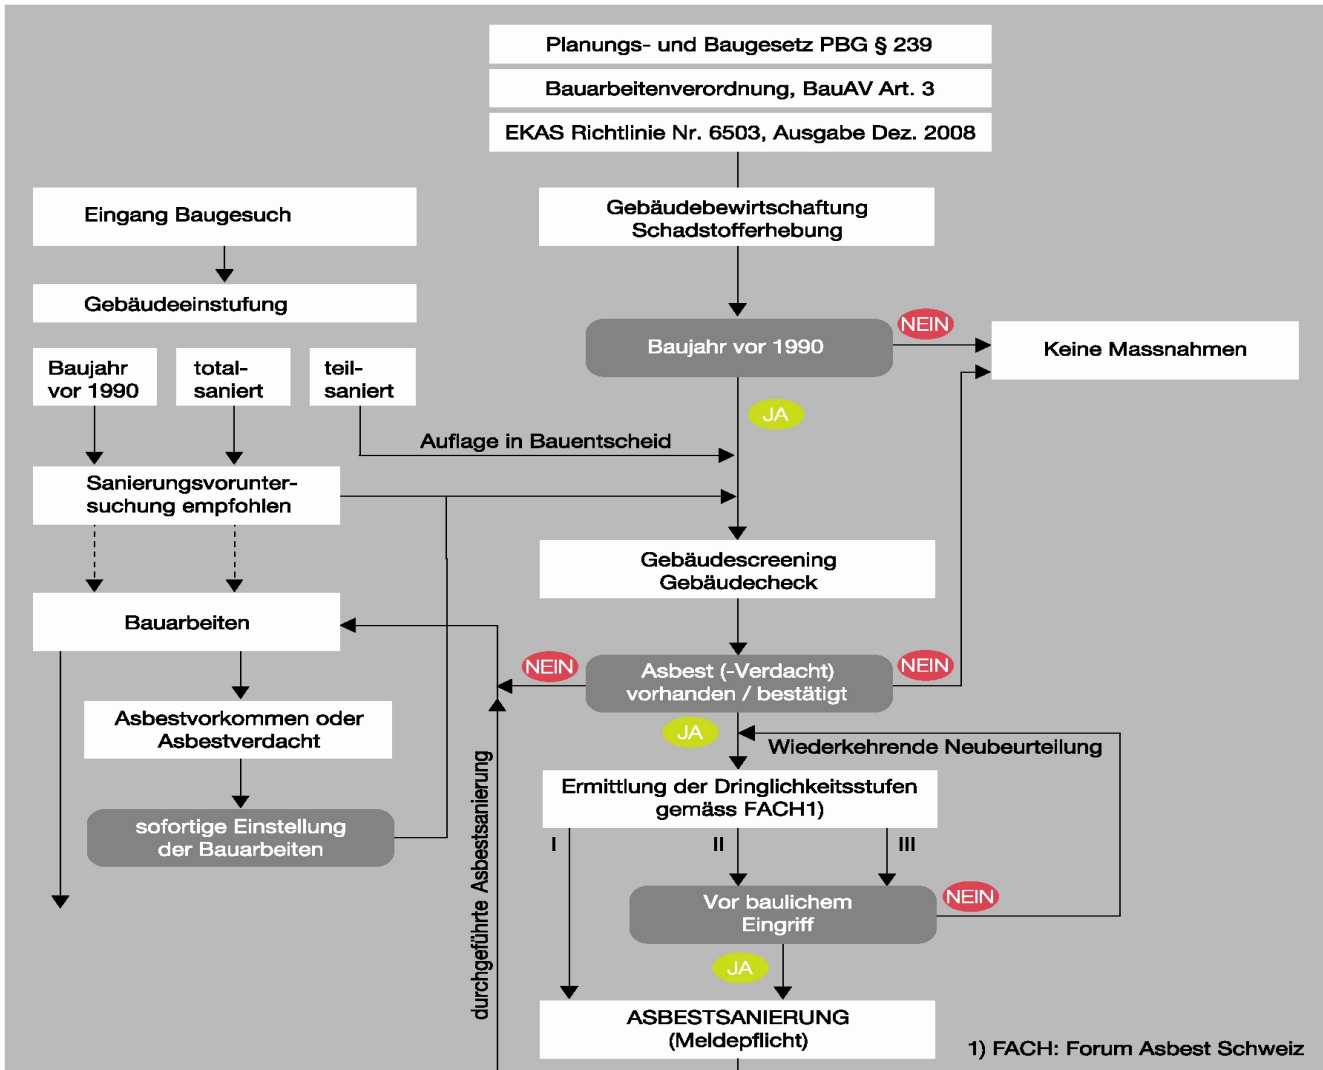 Planungs- und Baugesetz PBG § 239
Bauarbeitenverordnung, BauAV Art. 3
EKAS Richtlinie Nr. 6503, Ausgabe Dez. 2008
Eingang Baugesuch
Gebäudebewirtschaftung
Schadstofferhebung
Gebäudeeinstufung
Baujahr
vor 1990
total-
saniert
teil-
saniert
Baujahr vor 1990
NEIN
Keine Massnahmen
JA
Auflage in Bauentscheid
Sanierungsvorunter-
suchung empfohlen
Gebäudescreening
Gebäudecheck
Bauarbeiten
NEIN
Asbest (-Verdacht)
vorhanden / bestätigt
NEIN
JA
Asbestvorkommen oder
Asbestverdacht
Wiederkehrende Neubeurteilung
Ermittlung der Dringlichkeitsstufen
gemäss FACH1)
sofortige Einstellung
der Bauarbeiten
I
II
III
durchgeführte Asbestsanierung
Vor baulichem
Eingriff
NEIN
JA
ASBESTSANIERUNG
(Meldepflicht)
1) FACH: Forum Asbest Schweiz